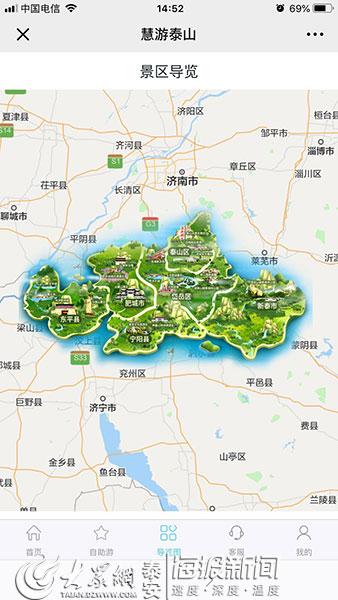 中国电信 14:52 69%
慧游泰山
景区导览
夏津县 济阳区 桓台县
S14
邹平市
淄博市
齐河县
S1
茌平县 章丘区 淄川区
长清区 济南市
聊城市
平阴县 G3
泰山区 莱芜市
肥城市 岱岳区 新泰市
东平县
宁阳县
梁山县 汶上县 蒙阴县
S33
兖州区
平邑县
巨野县 济宁市
费县
金乡县 鱼台县 山亭区
兰陵县
首页 自助游 导览图 客服 我的
大众网 泰安 海报新闻
TAIAN.DZWWW.COM 速度·深度·温度